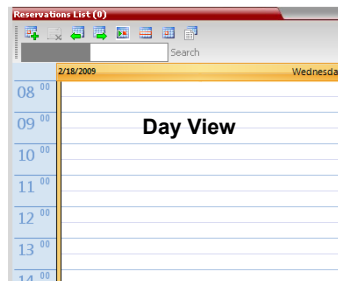 Reservations List (0)
Search
2/18/2009 Wednesda
08 00
09 00
Day View
10 00
11 00
12 00
13 00
14 00